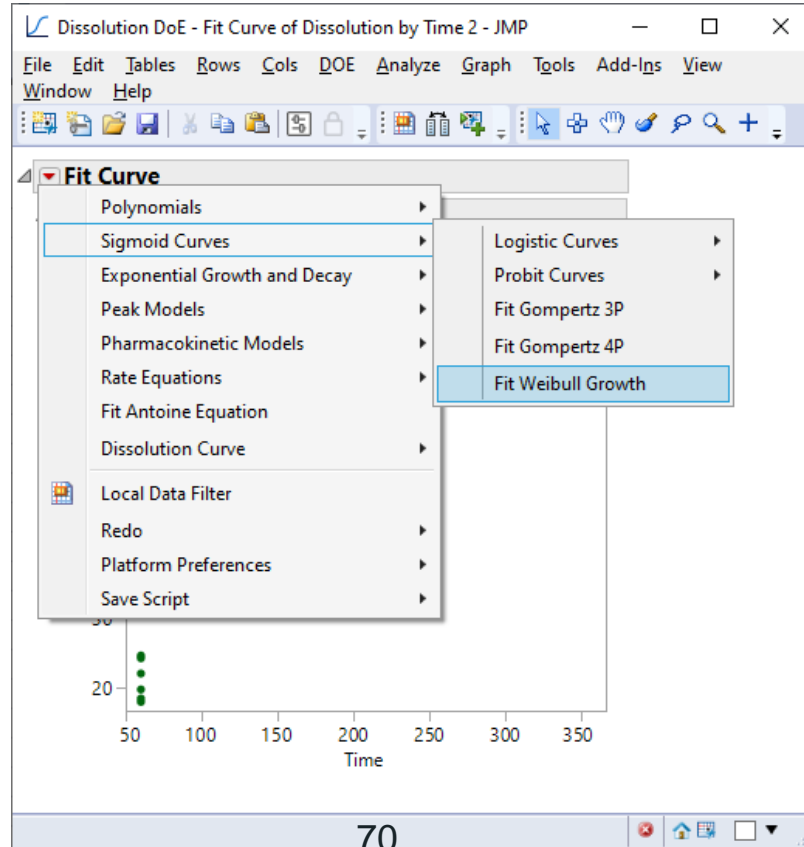 Dissolution DoE - Fit Curve of Dissolution by Time 2 - JMP
File Edit Tables Rows Cols DOE Analyze Graph Tools Add-Ins View
Window Help
Fit Curve
Polynomials
Sigmoid Curves
Exponential Growth and Decay
Peak Models
Pharmacokinetic Models
Rate Equations
Fit Antoine Equation
Dissolution Curve
Local Data Filter
Redo
Platform Preferences
Save Script
Logistic Curves
Probit Curves
Fit Gompertz 3P
Fit Gompertz 4P
Fit Weibull Growth
20
50 100 150 200 250 300 350
Time
70